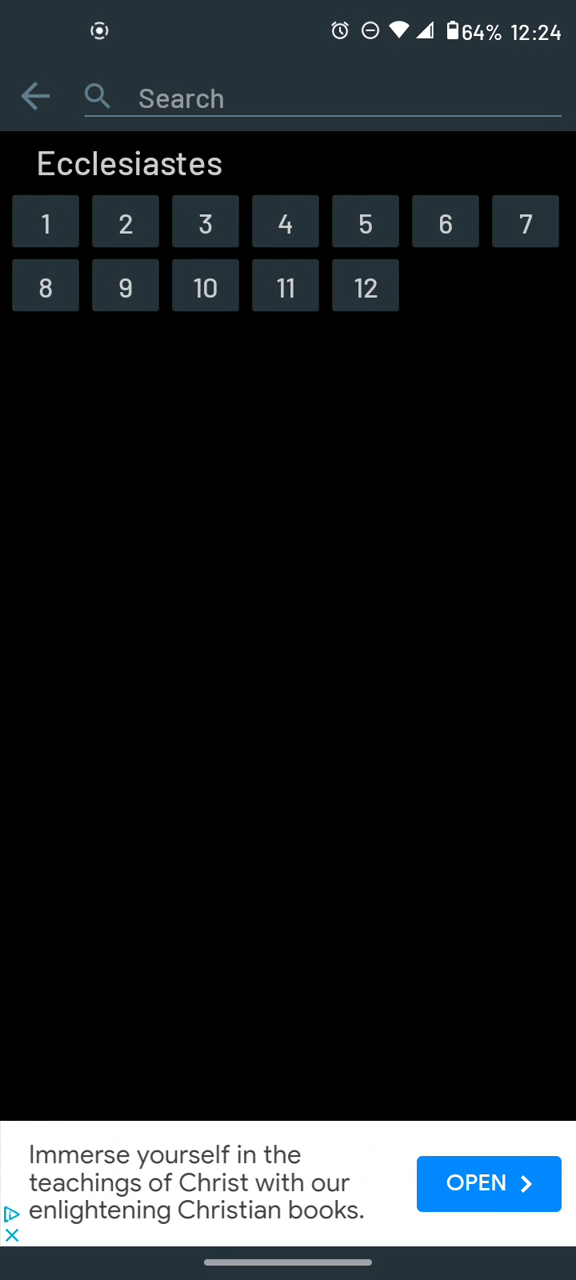 64% 12:24
Search
Ecclesiastes
1 2 3 4 5 6 7
8 9 10 11 12
Immerse yourself in the
teachings of Christ with our
enlightening Christian books.
OPEN